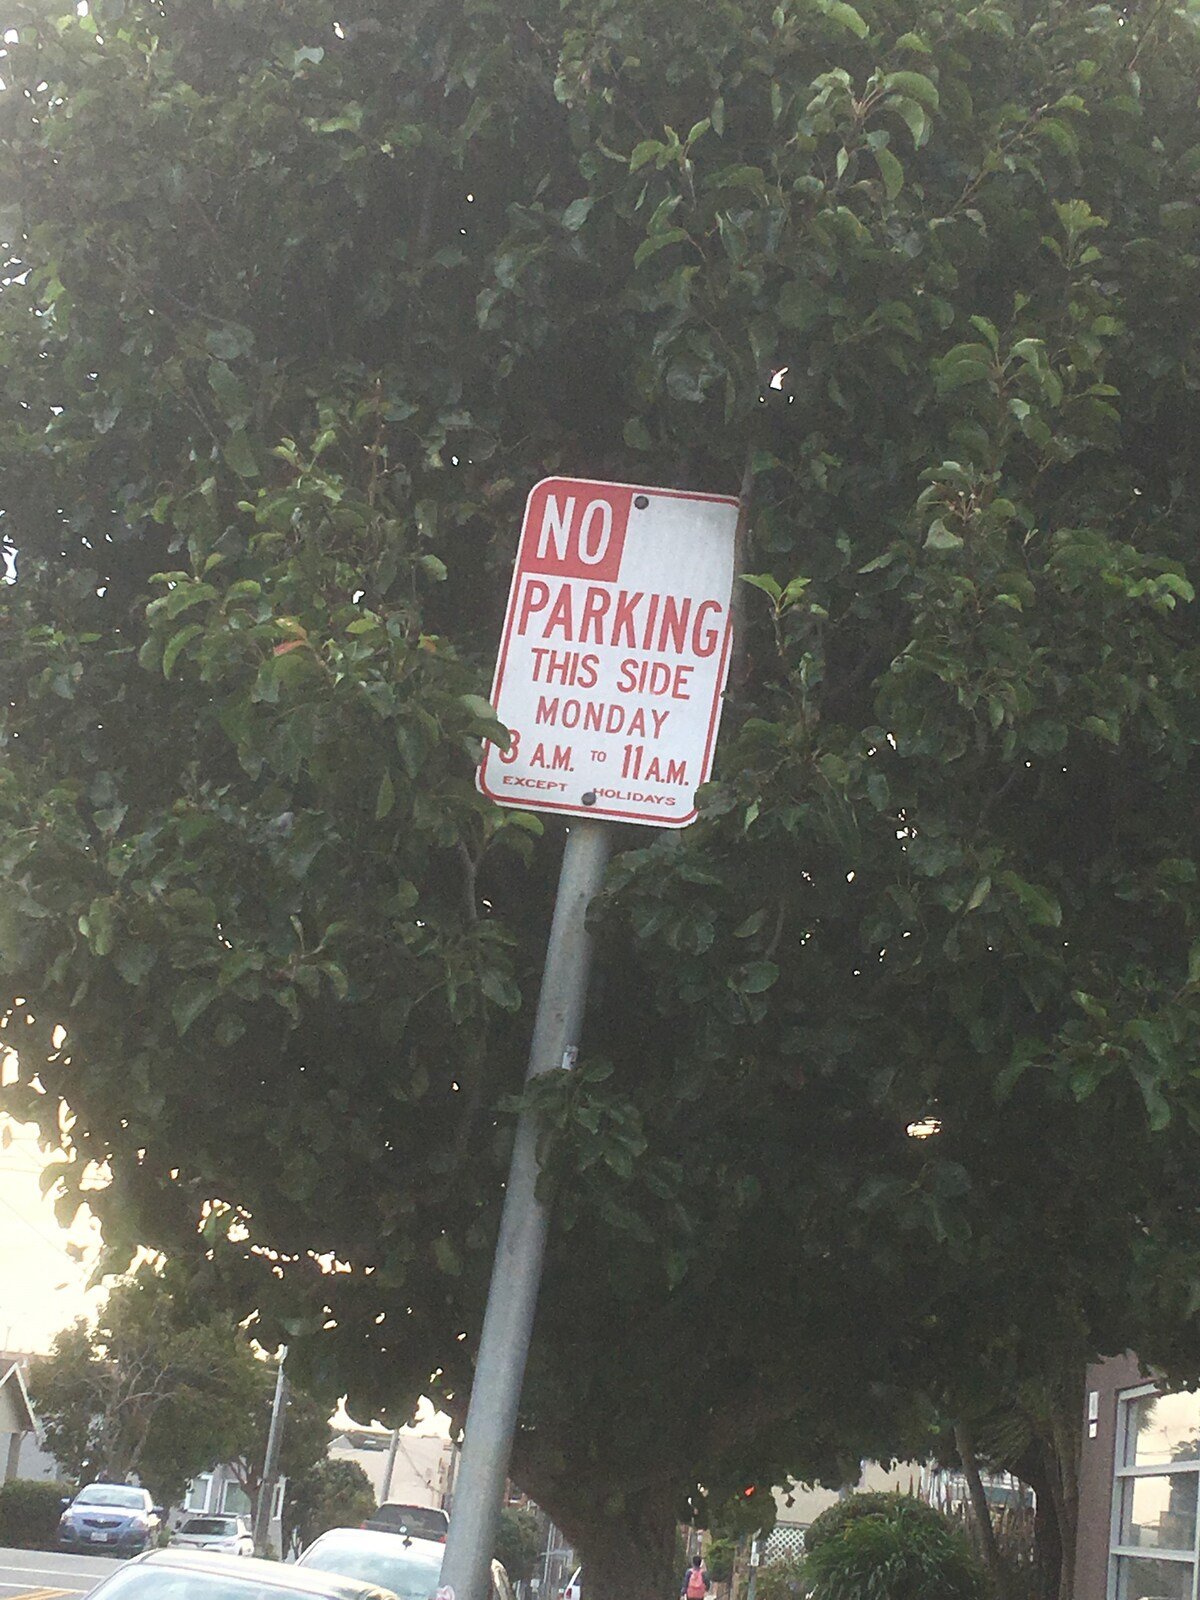 NO
PARKING
THIS SIDE
MONDAY
8 A.M. TO 11 A.M.
EXCEPT HOLIDAYS